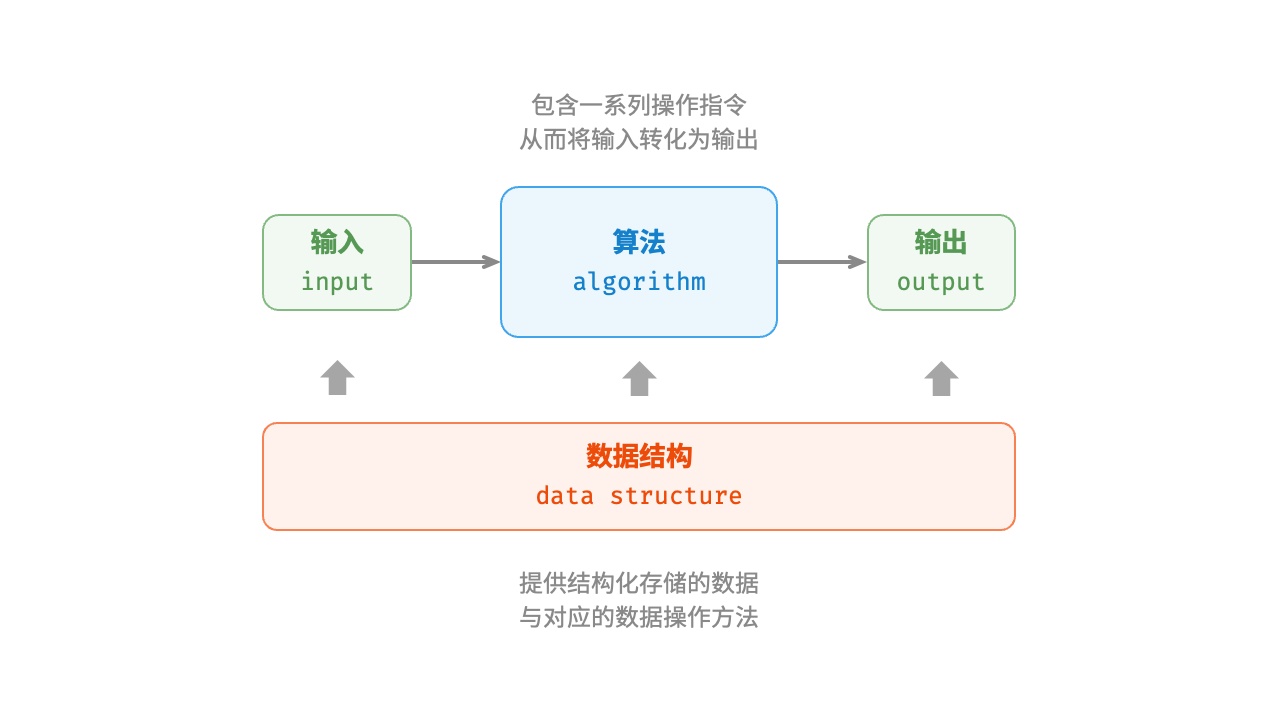 包含一系列操作指令
从而将输入转化为输出
输入
input
算法
algorithm
输出
output
数据结构
data structure
提供结构化存储的数据
与对应的数据操作方法